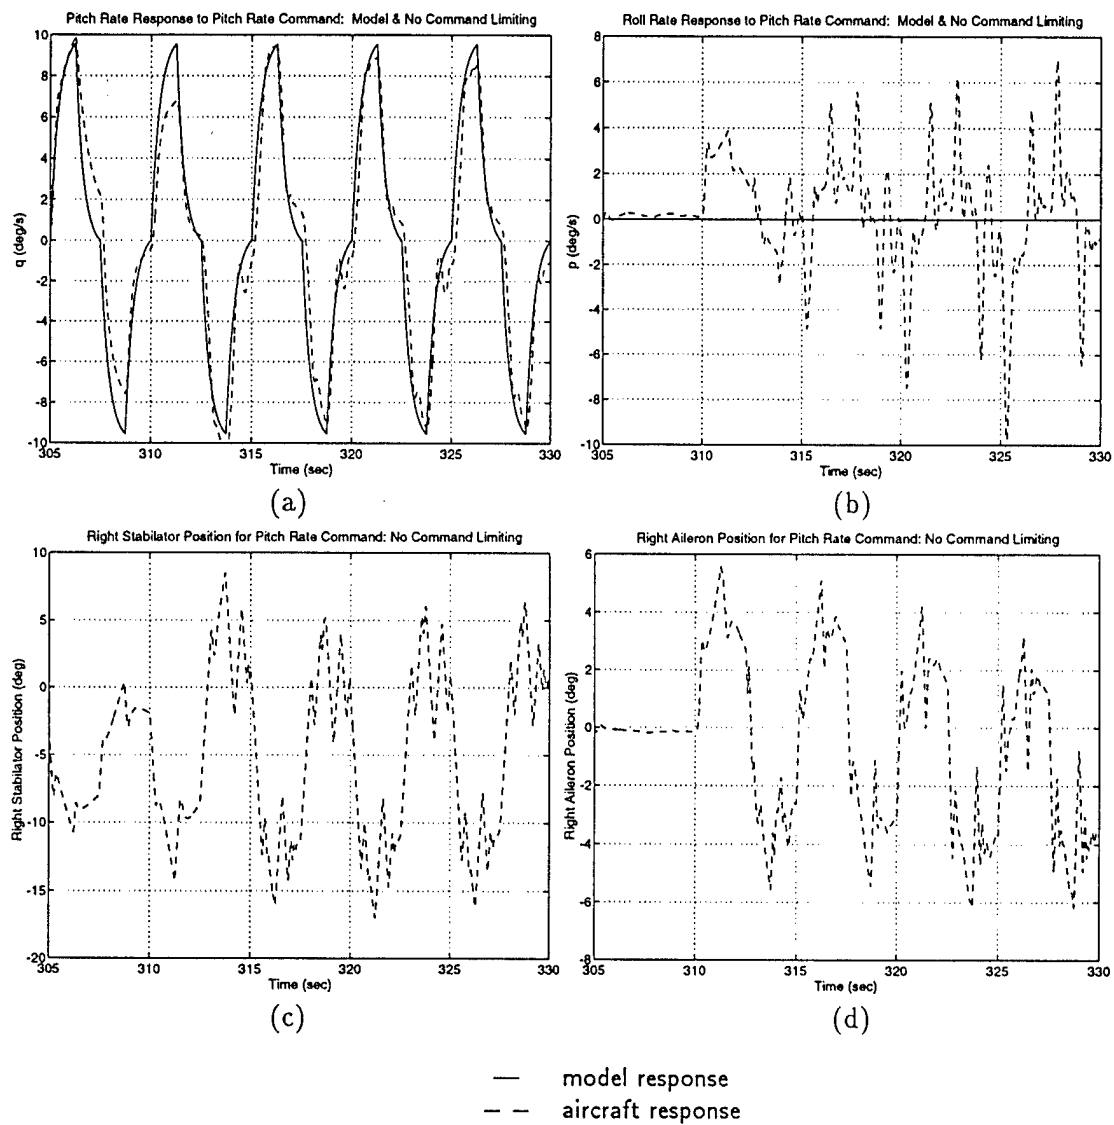 Pitch Rate Response to Pitch Rate Command: Model & No Command Limiting
10
8
6
4
2
0
-2
-4
-6
-8
-10
q (deg/s)
305 310 315 320 325 330
Time (sec)
(a)
Roll Rate Response to Pitch Rate Command: Model & No Command Limiting
8
6
4
2
0
-2
-4
-6
-8
-10
p (deg/s)
305 310 315 320 325 330
Time (sec)
(b)
Right Stabilator Position for Pitch Rate Command: No Command Limiting
10
5
0
-5
-10
-15
-20
Right Stabilator Position (deg)
305 310 315 320 325 330
Time (sec)
(c)
Right Aileron Position for Pitch Rate Command: No Command Limiting
6
4
2
0
-2
-4
-6
-8
Right Aileron Position (deg)
305 310 315 320 325 330
Time (sec)
(d)
model response
aircraft response